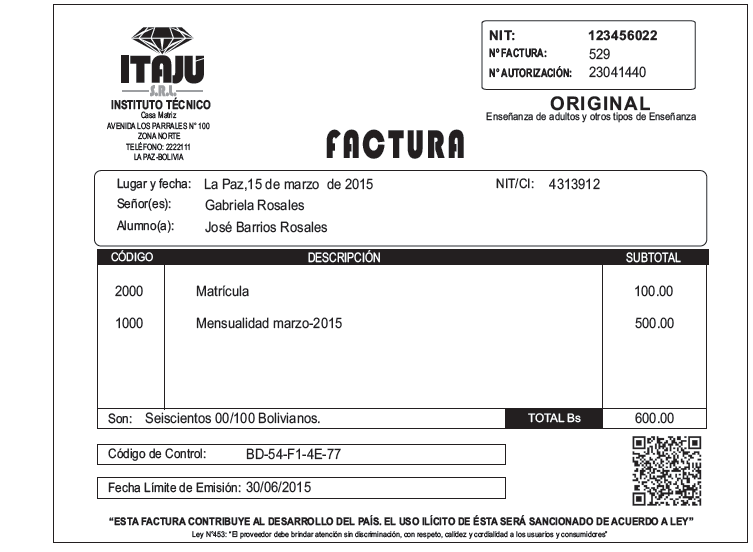 ITAJÚ
S.R.L.
INSTITUTO TÉCNICO
Casa Matriz
AVENIDA LOS PARRALES N° 100
ZONA NORTE
TELÉFONO: 2222111
LA PAZ-BOLIVIA
NIT: 123456022
N° FACTURA: 529
N° AUTORIZACIÓN: 23041440
ORIGINAL
Enseñanza de adultos y otros tipos de Enseñanza
FACTURA
Lugar y fecha: La Paz,15 de marzo de 2015 NIT/CI: 4313912
Señor(es): Gabriela Rosales
Alumno(a): José Barrios Rosales
CÓDIGO DESCRIPCIÓN SUBTOTAL
2000 Matrícula 100.00
1000 Mensualidad marzo-2015 500.00
Son: Seiscientos 00/100 Bolivianos. TOTAL Bs 600.00
Código de Control: BD-54-F1-4E-77
Fecha Límite de Emisión: 30/06/2015
“ESTA FACTURA CONTRIBUYE AL DESARROLLO DEL PAÍS. EL USO ILÍCITO DE ÉSTA SERÁ SANCIONADO DE ACUERDO A LEY”
Ley N°453: "El proveedor debe brindar atención sin discriminación, con respeto, calidez y cordialidad a los usuarios y consumidores"